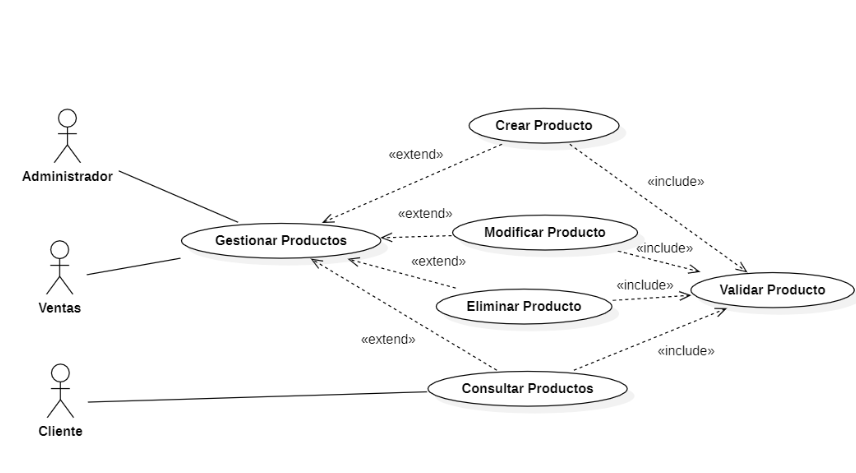 Crear Producto
«extend»
Administrador
«include»
«extend»
Modificar Producto
Gestionar Productos
«include»
«extend»
«include»
Validar Producto
Ventas
Eliminar Producto
«extend»
«include»
Consultar Productos
Cliente